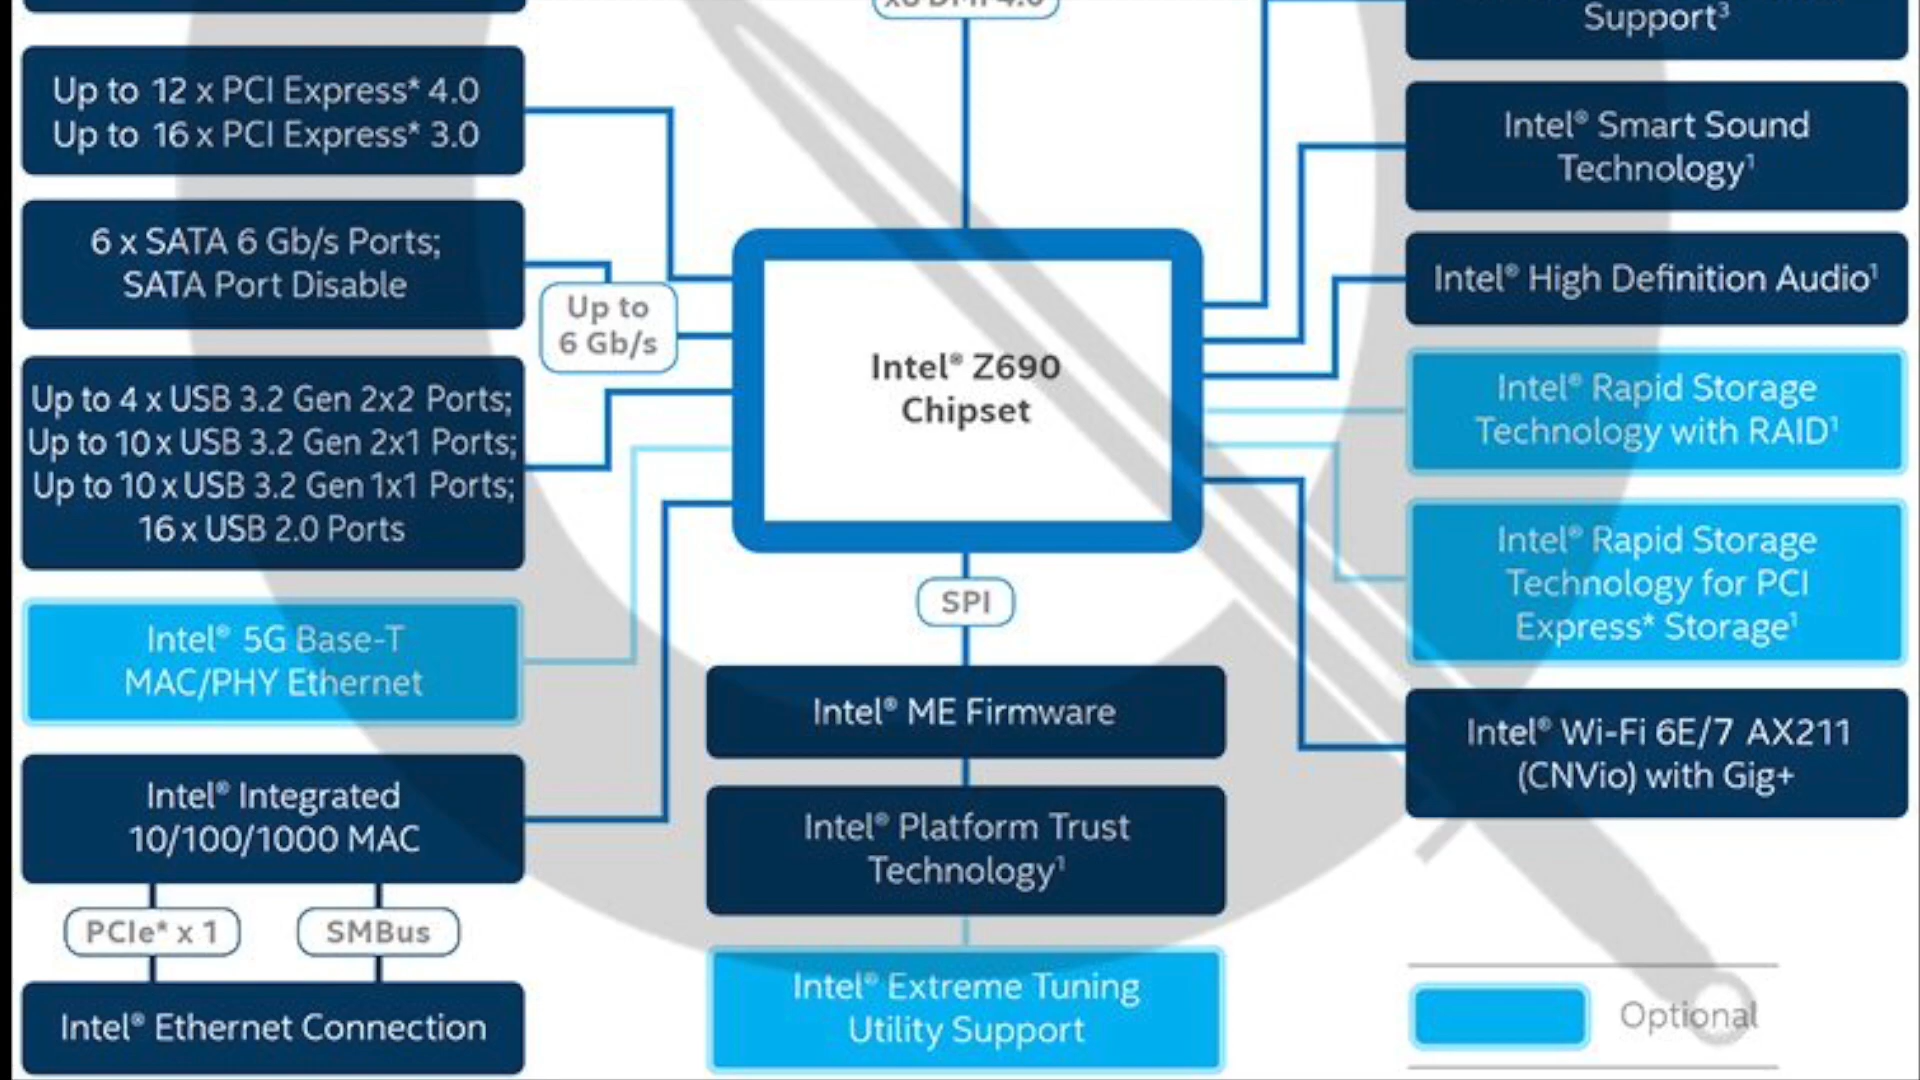 x8 DMI 4.0
Support³
Up to 12 x PCI Express* 4.0
Up to 16 x PCI Express* 3.0
Intel® Smart Sound
Technology¹
6 x SATA 6 Gb/s Ports;
SATA Port Disable
Up to
6 Gb/s
Intel® High Definition Audio¹
Intel® Z690
Chipset
Up to 4 x USB 3.2 Gen 2x2 Ports;
Up to 10 x USB 3.2 Gen 2x1 Ports;
Up to 10 x USB 3.2 Gen 1x1 Ports;
16 x USB 2.0 Ports
Intel® Rapid Storage
Technology with RAID¹
Intel® Rapid Storage
Technology for PCI
Express* Storage¹
SPI
Intel® 5G Base-T
MAC/PHY Ethernet
Intel® ME Firmware
Intel® Wi-Fi 6E/7 AX211
(CNVio) with Gig+
Intel® Integrated
10/100/1000 MAC
Intel® Platform Trust
Technology¹
PCIe* x 1
SMBus
Intel® Ethernet Connection
Intel® Extreme Tuning
Utility Support
Optional